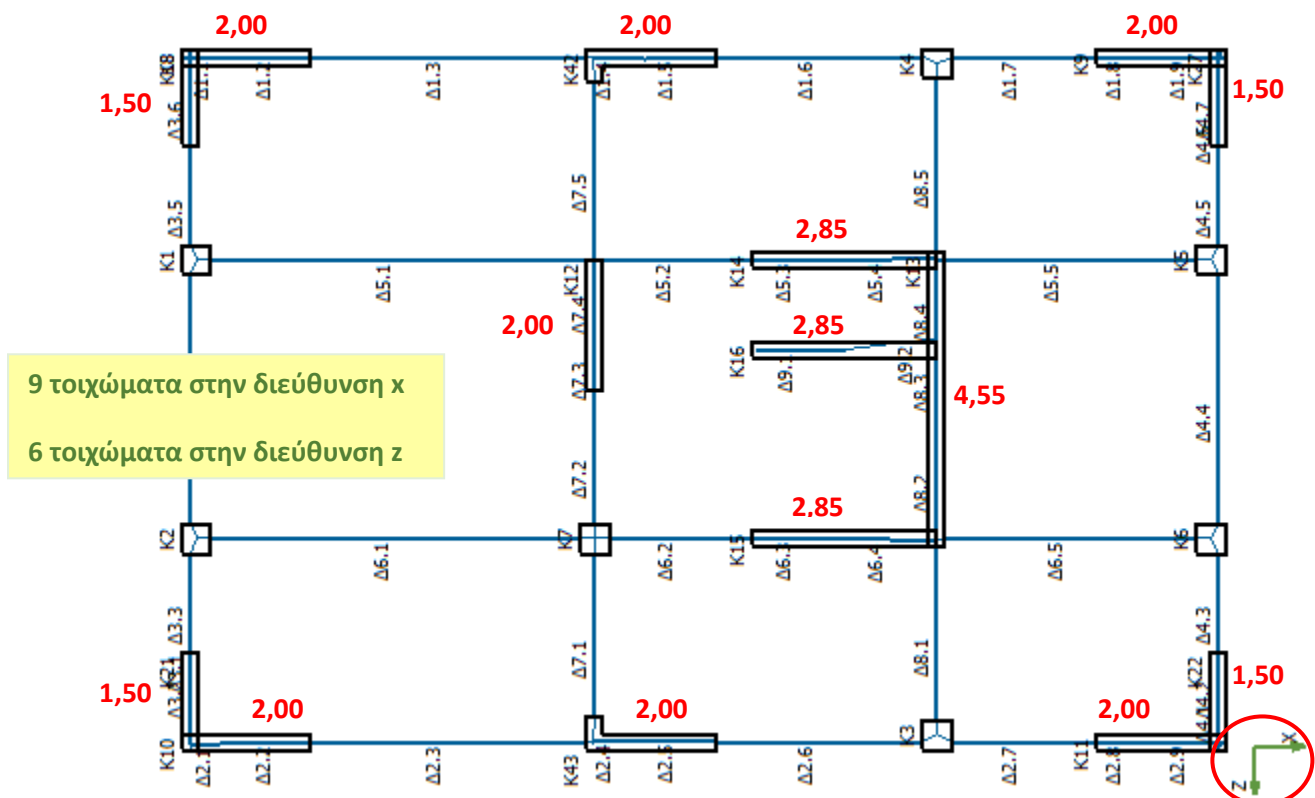 2,00 2,00 2,00
K8 K42 K4 K9 K27
Δ1.2 Δ1.3 Δ1.4 Δ1.5 Δ1.6 Δ1.7 Δ1.8 Δ1.9
1,50 1,50
Δ3.6 Δ4.7
Δ3.5 Δ7.5 Δ8.5 Δ4.5
2,85
K1 K12 K14 K13 K5
Δ5.1 Δ5.2 Δ5.3 Δ5.4 Δ5.5
2,00 2,85
Δ7.4 Δ8.4
K16
Δ7.3 Δ9.1 Δ9.2 Δ8.3
9 τοιχώματα στην διεύθυνση x
4,55
Δ4.4
6 τοιχώματα στην διεύθυνση z
Δ7.2 Δ8.2
2,85
K2 K7 K15 K6
Δ6.1 Δ6.2 Δ6.3 Δ6.4 Δ6.5
Δ3.3 Δ7.1 Δ8.1 Δ4.3
K21 K22
1,50 1,50
2,00 2,00 2,00
K10 K43 K3 K11
Δ2.1 Δ2.2 Δ2.3 Δ2.4 Δ2.5 Δ2.6 Δ2.7 Δ2.8 Δ2.9
X
Z